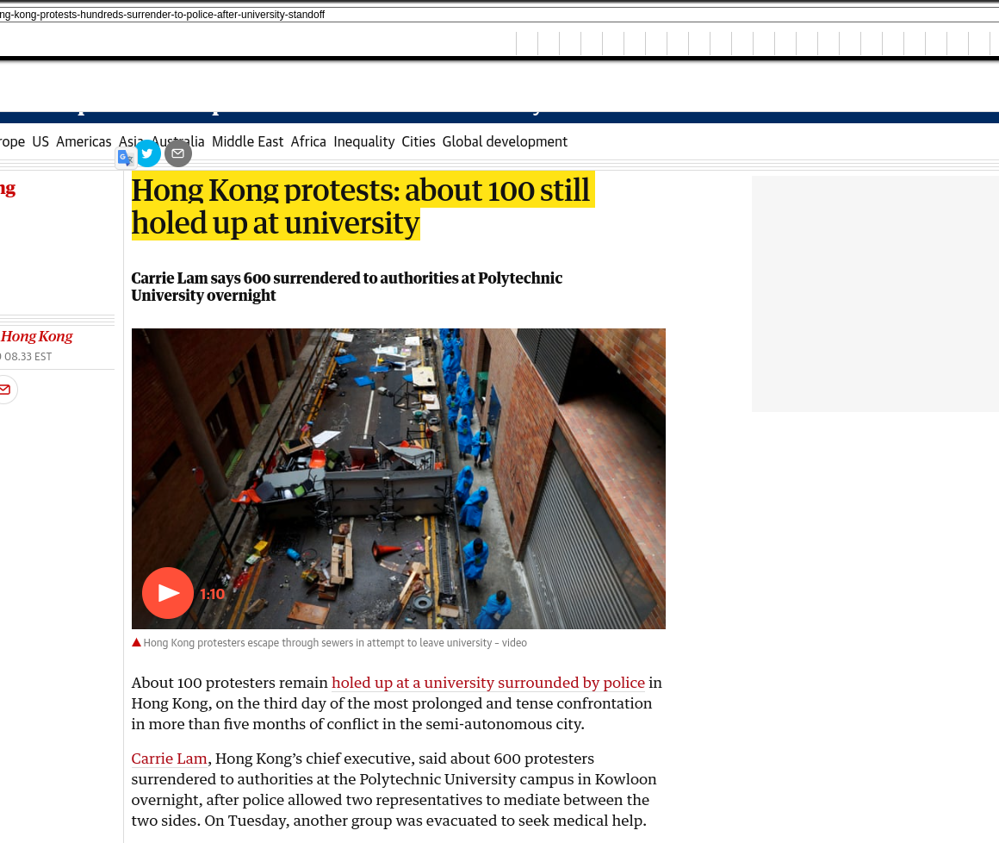 ng-kong-protests-hundreds-surrender-to-police-after-university-standoff
US Americas Asia Australia Middle East Africa Inequality Cities Global development
Hong Kong protests: about 100 still
holed up at university
Carrie Lam says 600 surrendered to authorities at Polytechnic
University overnight
Hong Kong
08.33 EST
1:10
Hong Kong protesters escape through sewers in attempt to leave university – video
About 100 protesters remain holed up at a university surrounded by police in
Hong Kong, on the third day of the most prolonged and tense confrontation
in more than five months of conflict in the semi-autonomous city.
Carrie Lam, Hong Kong’s chief executive, said about 600 protesters
surrendered to authorities at the Polytechnic University campus in Kowloon
overnight, after police allowed two representatives to mediate between the
two sides. On Tuesday, another group was evacuated to seek medical help.